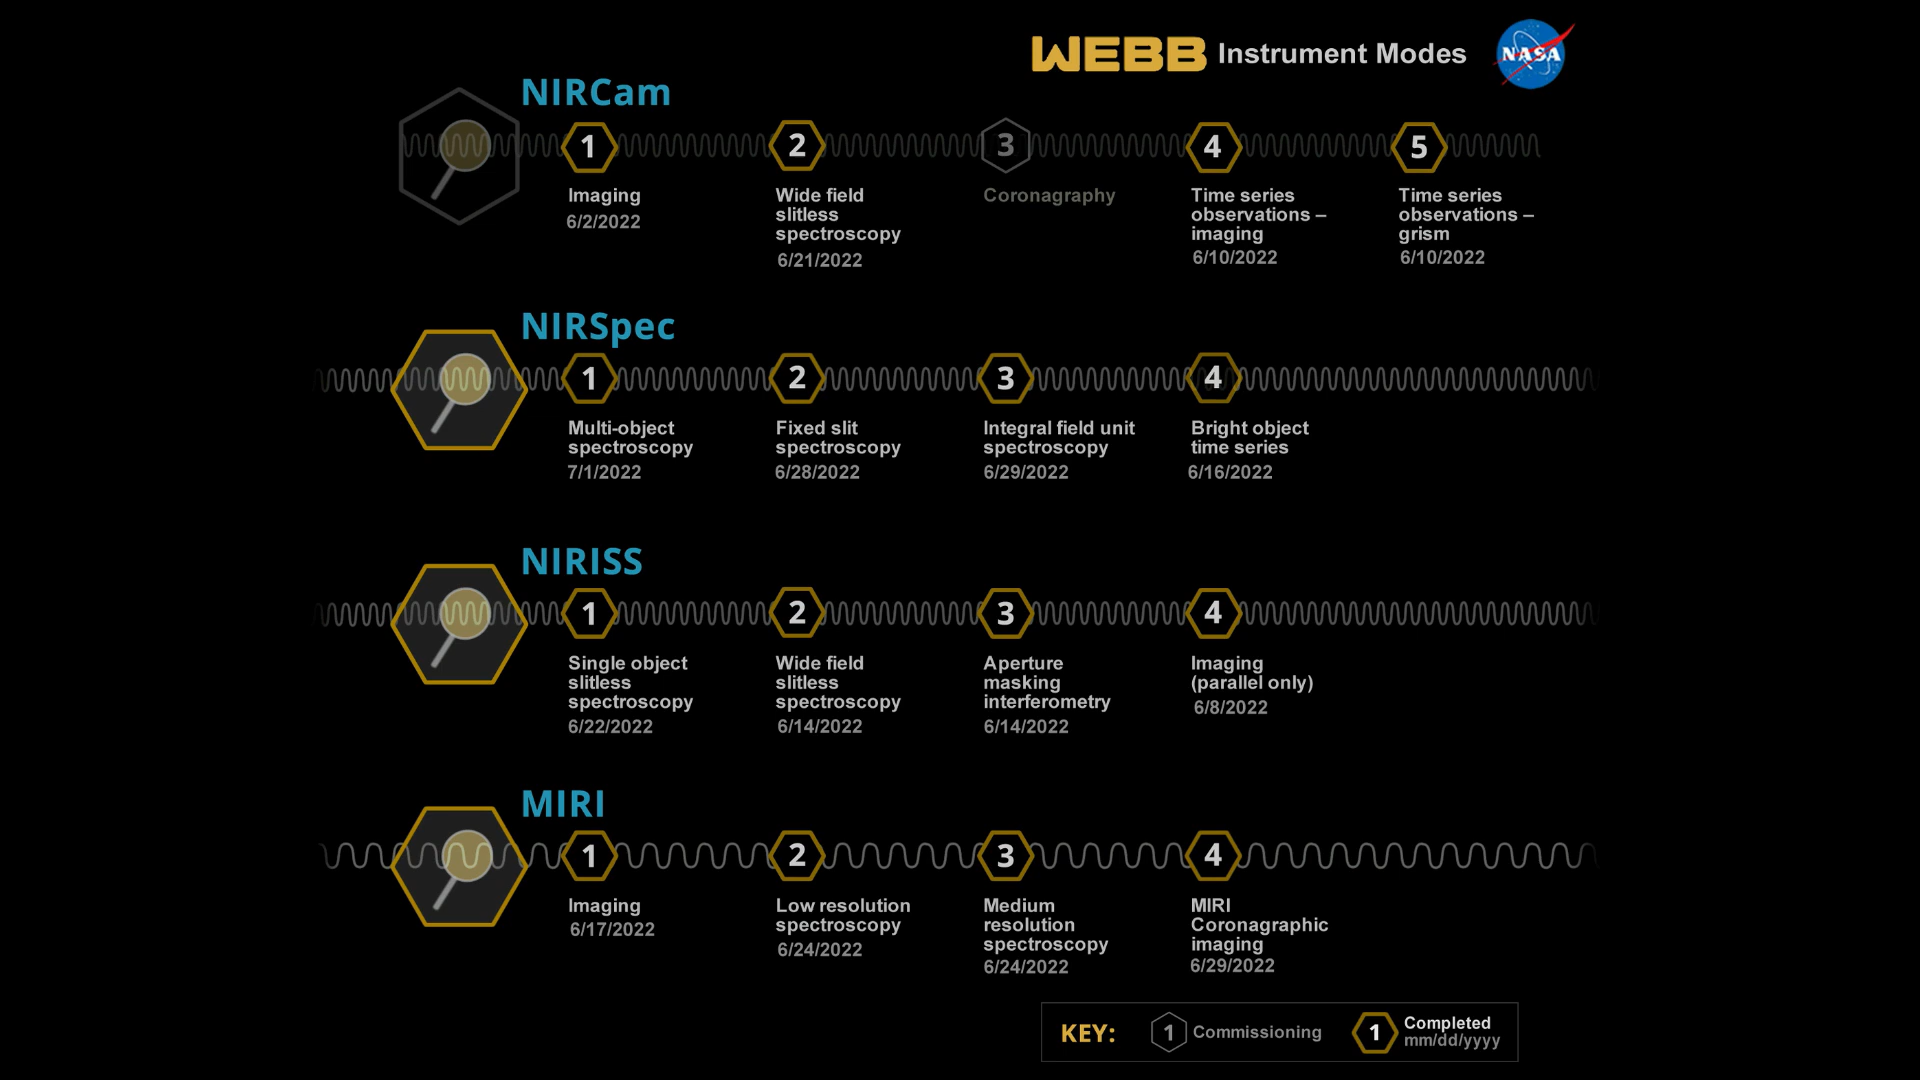 WEBB Instrument Modes
NASA
NIRCam
1
2
3
4
5
Imaging
6/2/2022
Wide field
slitless
spectroscopy
6/21/2022
Coronagraphy
Time series
observations –
imaging
6/10/2022
Time series
observations –
grism
6/10/2022
NIRSpec
1
2
3
4
Multi-object
spectroscopy
7/1/2022
Fixed slit
spectroscopy
6/28/2022
Integral field unit
spectroscopy
6/29/2022
Bright object
time series
6/16/2022
NIRISS
1
2
3
4
Single object
slitless
spectroscopy
6/22/2022
Wide field
slitless
spectroscopy
6/14/2022
Aperture
masking
interferometry
6/14/2022
Imaging
(parallel only)
6/8/2022
MIRI
1
2
3
4
Imaging
6/17/2022
Low resolution
spectroscopy
6/24/2022
Medium
resolution
spectroscopy
6/24/2022
MIRI
Coronagraphic
imaging
6/29/2022
KEY:
1 Commissioning
1 Completed
mm/dd/yyyy